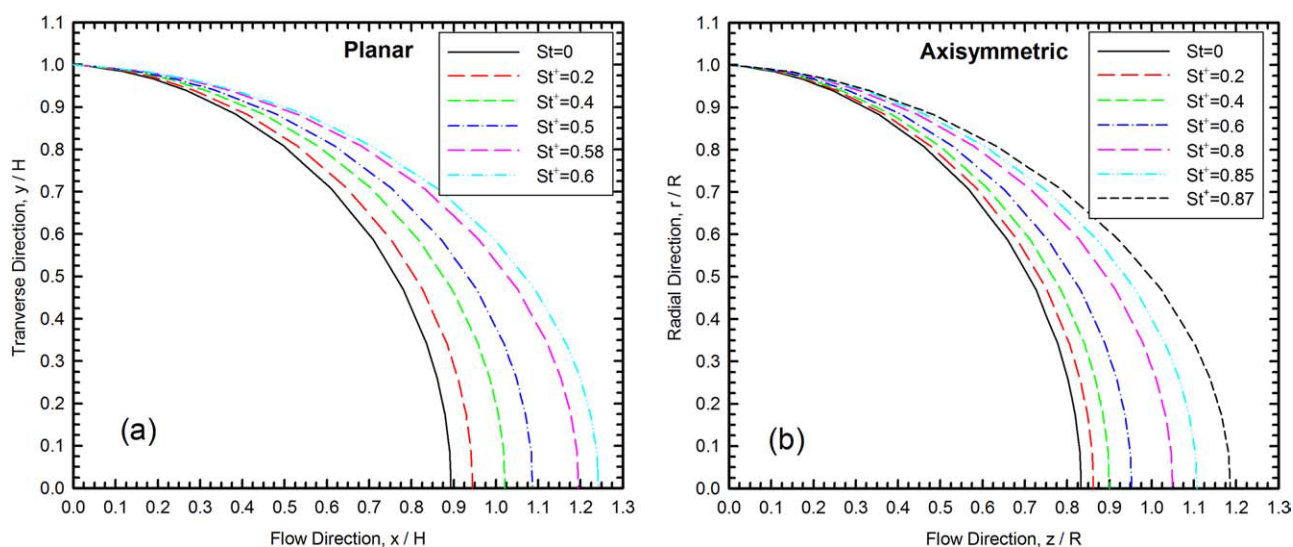 Planar
St=0
St⁺=0.2
St⁺=0.4
St⁺=0.5
St⁺=0.58
St⁺=0.6
(a)
Tranverse Direction, y / H
1.1
1.0
0.9
0.8
0.7
0.6
0.5
0.4
0.3
0.2
0.1
0.0
0.0 0.1 0.2 0.3 0.4 0.5 0.6 0.7 0.8 0.9 1.0 1.1 1.2 1.3
Flow Direction, x / H
Axisymmetric
St=0
St⁺=0.2
St⁺=0.4
St⁺=0.6
St⁺=0.8
St⁺=0.85
St⁺=0.87
(b)
Radial Direction, r / R
1.1
1.0
0.9
0.8
0.7
0.6
0.5
0.4
0.3
0.2
0.1
0.0
0.0 0.1 0.2 0.3 0.4 0.5 0.6 0.7 0.8 0.9 1.0 1.1 1.2 1.3
Flow Direction, z / R